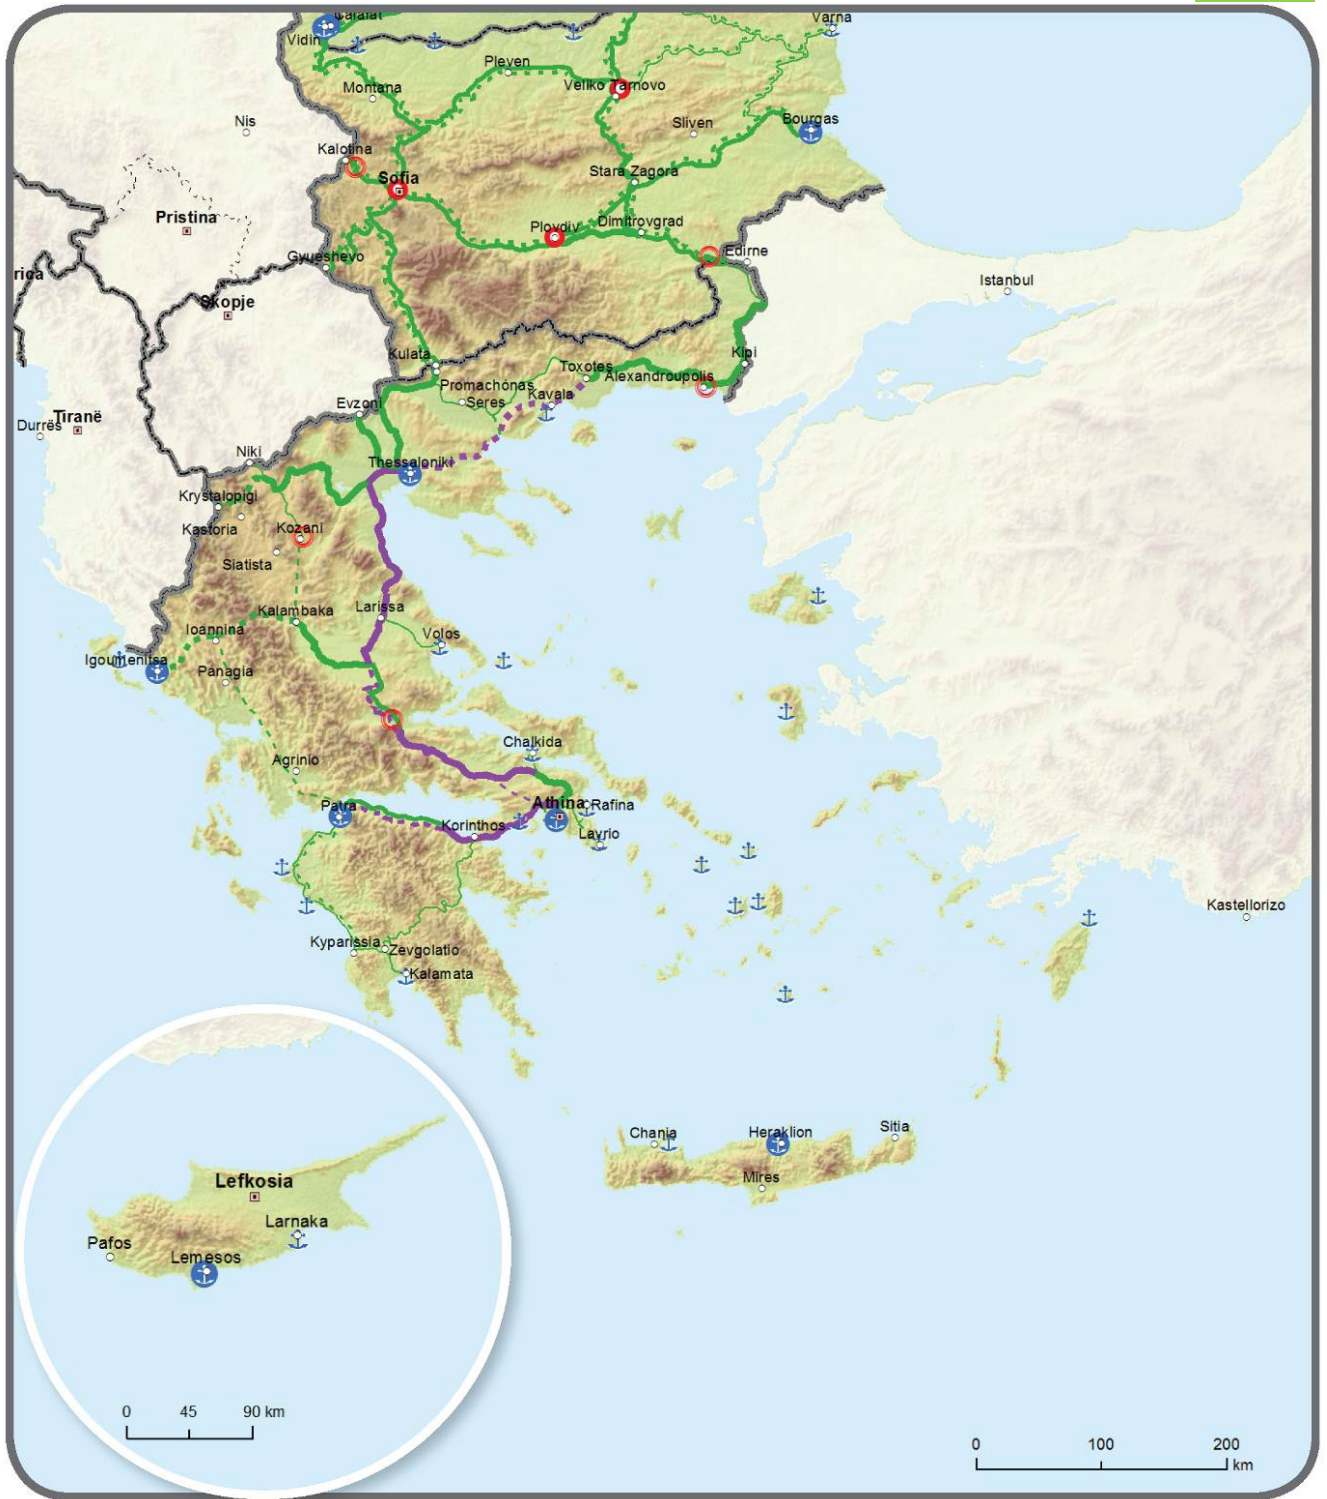 Calafat
Varna
Vidin
Pleven
Montana
Veliko Tarnovo
Nis
Sliven
Bourgas
Kalotina
Sofia
Stara Zagora
Pristina
Plovdiv
Dimitrovgrad
Gyueshevo
Edirne
rica
Istanbul
Skopje
Kulata
Kipi
Toxotes
Alexandroupolis
Promachonas
Kavala
Seres
Evzoni
Tiranë
Durrës
Niki
Thessaloniki
Krystalopigi
Kastoria
Kozani
Siatista
Kalambaka
Larissa
Ioannina
Volos
Igoumenitsa
Panagia
Chalkida
Agrinio
Patra
Athina
Rafina
Korinthos
Lavrio
Kastellorizo
Kyparissia
Zevgolatio
Kalamata
Chania
Heraklion
Sitia
Mires
Lefkosia
Larnaka
Pafos
Lemesos
0 45 90 km
0 100 200
km